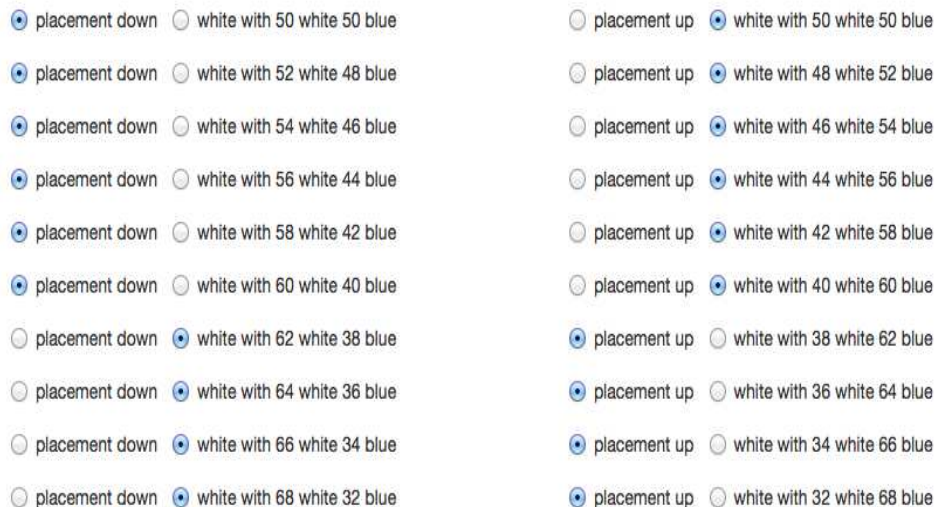 placement down white with 50 white 50 blue placement up white with 50 white 50 blue
placement down white with 52 white 48 blue placement up white with 48 white 52 blue
placement down white with 54 white 46 blue placement up white with 46 white 54 blue
placement down white with 56 white 44 blue placement up white with 44 white 56 blue
placement down white with 58 white 42 blue placement up white with 42 white 58 blue
placement down white with 60 white 40 blue placement up white with 40 white 60 blue
placement down white with 62 white 38 blue placement up white with 38 white 62 blue
placement down white with 64 white 36 blue placement up white with 36 white 64 blue
placement down white with 66 white 34 blue placement up white with 34 white 66 blue
placement down white with 68 white 32 blue placement up white with 32 white 68 blue